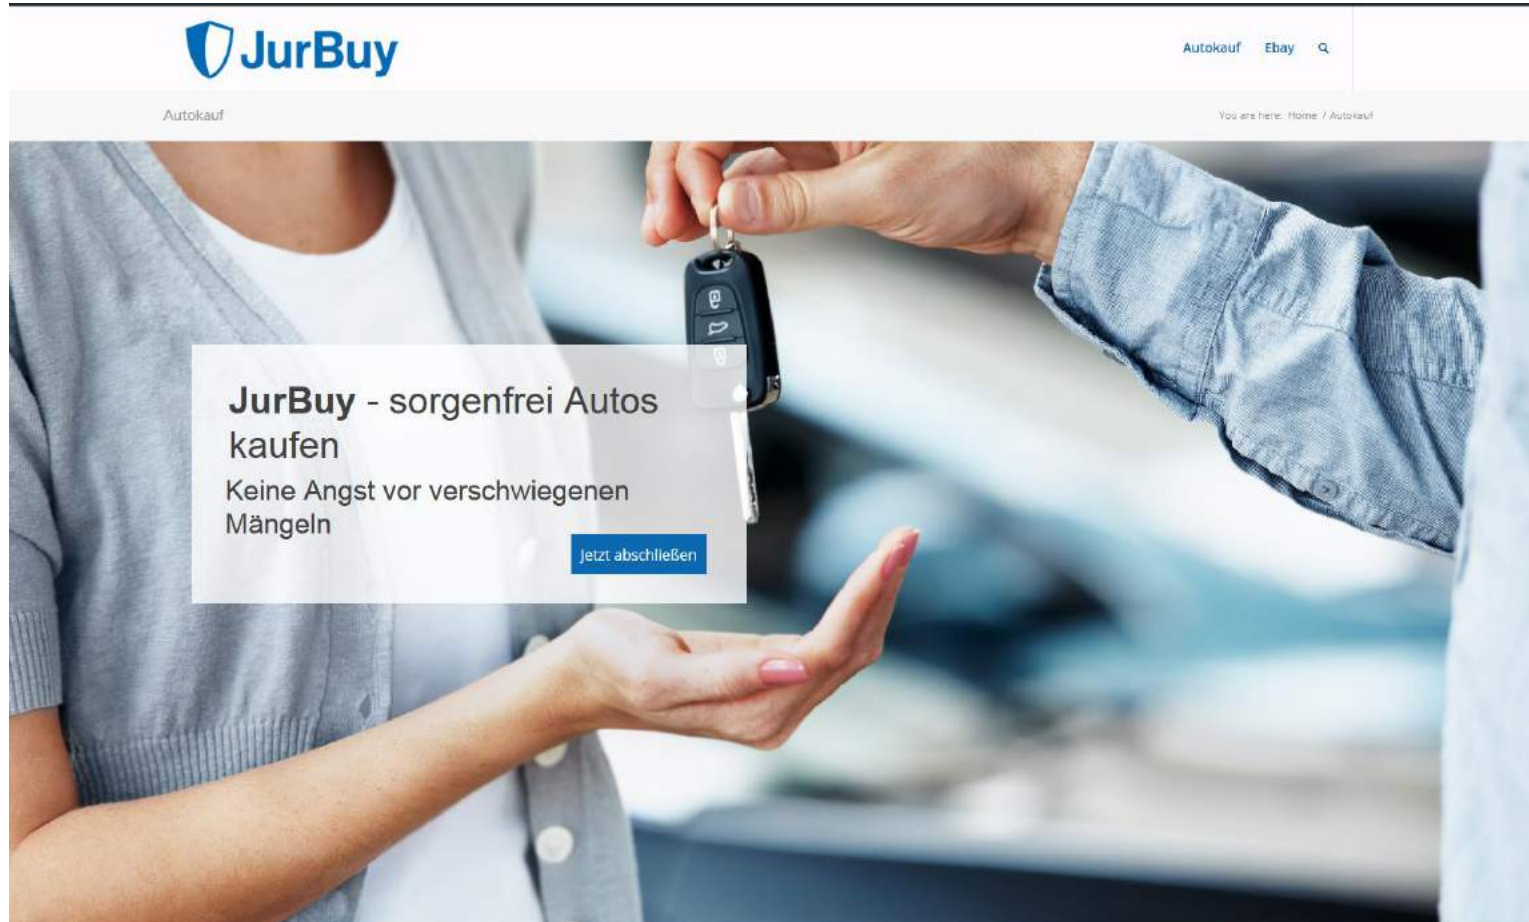 JurBuy
Autokauf Ebay
Autokauf
You are here: Home / Autokauf
JurBuy - sorgenfrei Autos
kaufen
Keine Angst vor verschwiegenen
Mängeln
Jetzt abschließen